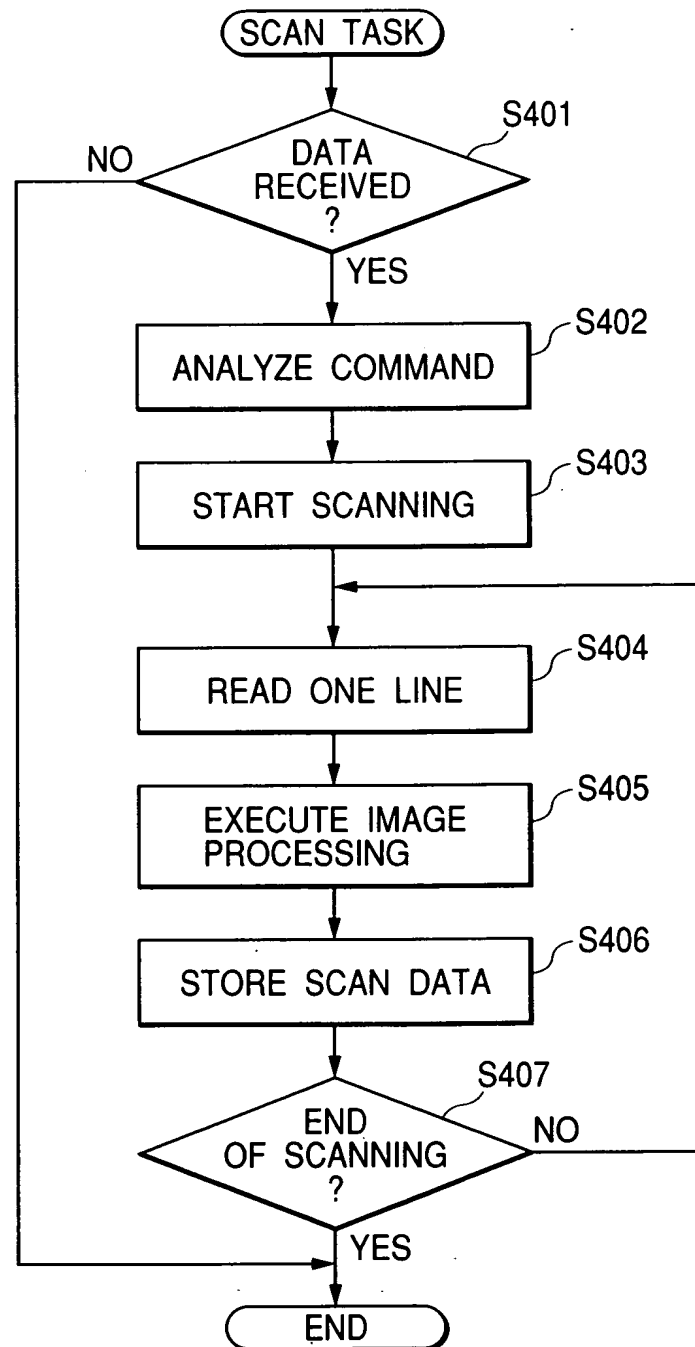 SCAN TASK
S401
NO
DATA
RECEIVED
?
YES
S402
ANALYZE COMMAND
S403
START SCANNING
S404
READ ONE LINE
S405
EXECUTE IMAGE
PROCESSING
S406
STORE SCAN DATA
S407
END
OF SCANNING
?
NO
YES
END